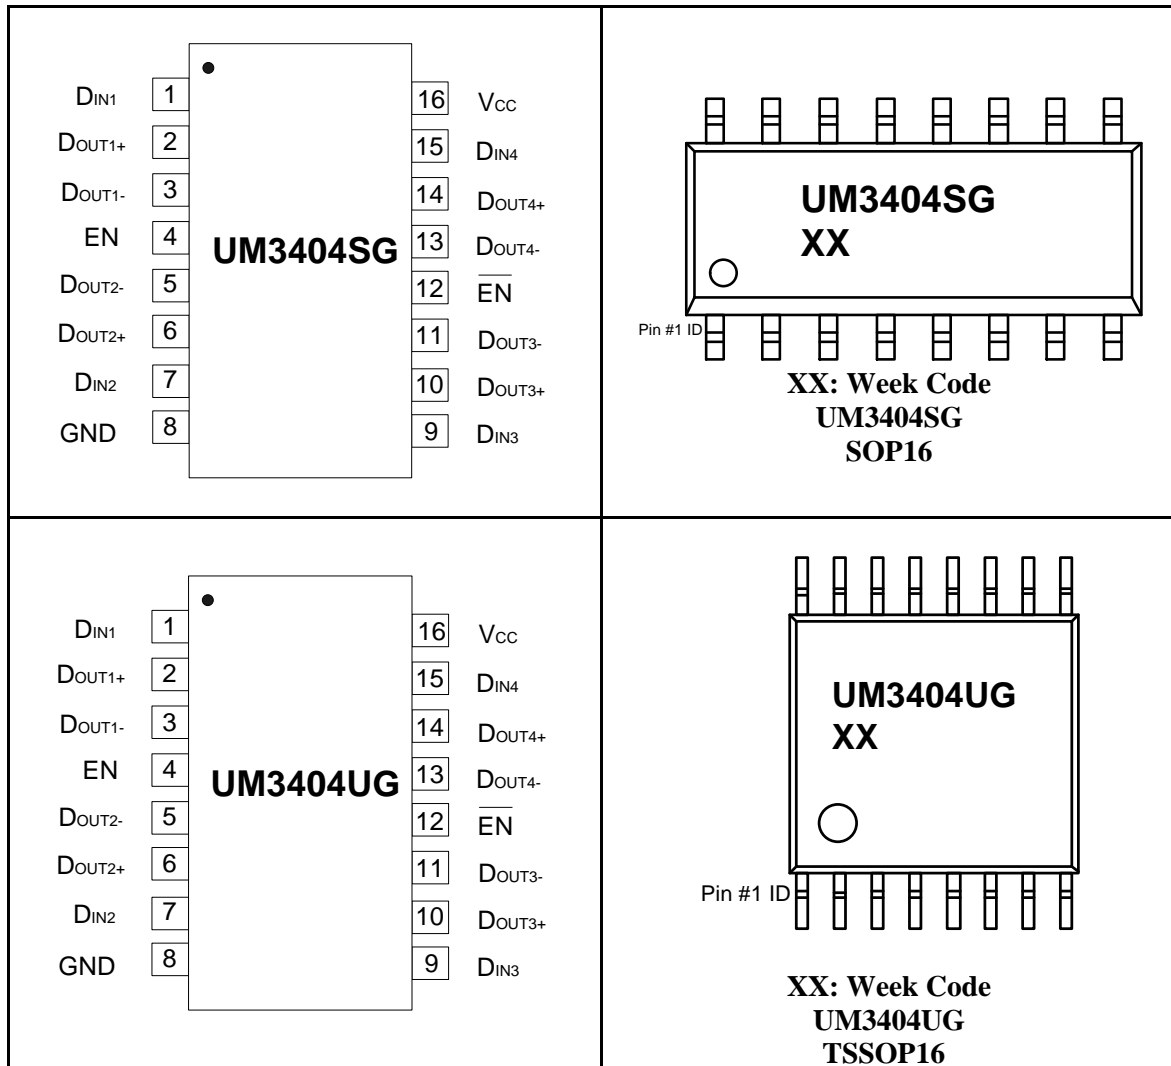 DIN1 1
DOUT1+ 2
DOUT1- 3
EN 4
DOUT2- 5
DOUT2+ 6
DIN2 7
GND 8
UM3404SG
16 VCC
15 DIN4
14 DOUT4+
13 DOUT4-
12 E̅N̅
11 DOUT3-
10 DOUT3+
9 DIN3
UM3404SG
XX
Pin #1 ID
XX: Week Code
UM3404SG
SOP16
DIN1 1
DOUT1+ 2
DOUT1- 3
EN 4
DOUT2- 5
DOUT2+ 6
DIN2 7
GND 8
UM3404UG
16 VCC
15 DIN4
14 DOUT4+
13 DOUT4-
12 E̅N̅
11 DOUT3-
10 DOUT3+
9 DIN3
UM3404UG
XX
Pin #1 ID
XX: Week Code
UM3404UG
TSSOP16